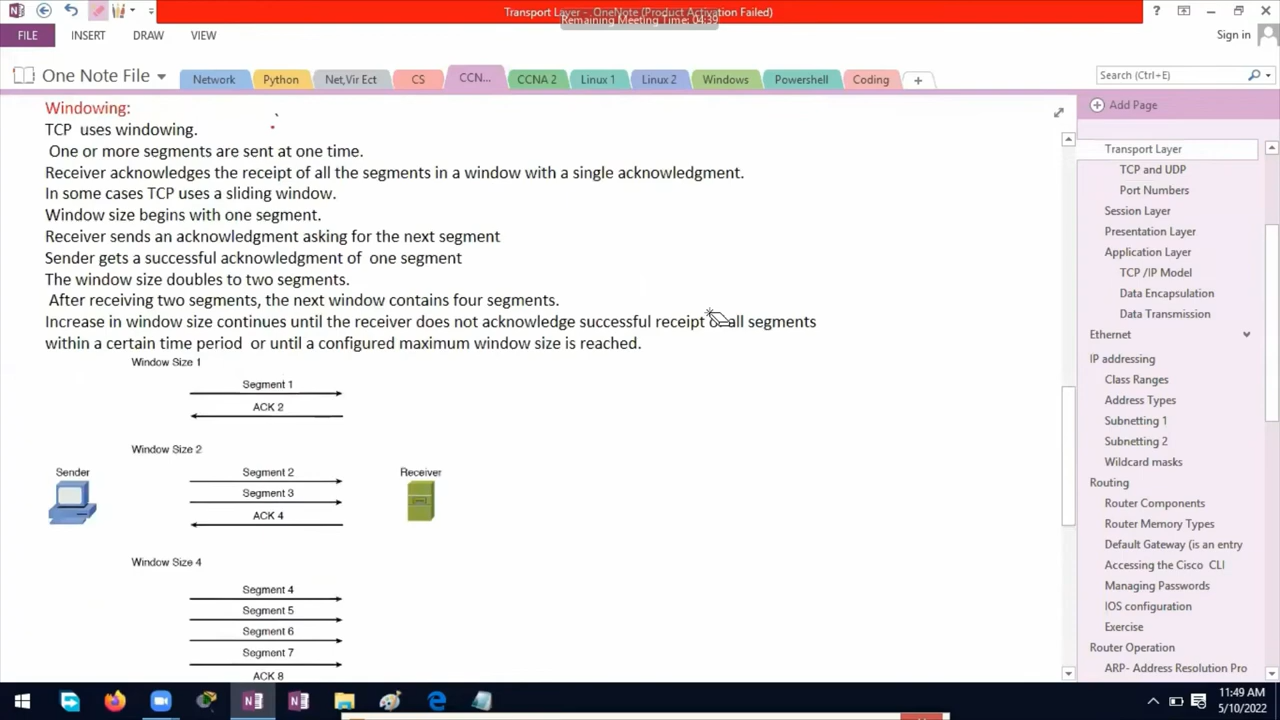 Transport Layer - OneNote (Product Activation Failed)
Remaining Meeting Time: 04:39
FILE INSERT DRAW VIEW
Sign in
One Note File
Network Python Net,Vir Ect CS CCN... CCNA 2 Linux 1 Linux 2 Windows Powershell Coding
Search (Ctrl+E)
Windowing:
TCP uses windowing.
One or more segments are sent at one time.
Receiver acknowledges the receipt of all the segments in a window with a single acknowledgment.
In some cases TCP uses a sliding window.
Window size begins with one segment.
Receiver sends an acknowledgment asking for the next segment
Sender gets a successful acknowledgment of one segment
The window size doubles to two segments.
After receiving two segments, the next window contains four segments.
Increase in window size continues until the receiver does not acknowledge successful receipt of all segments
within a certain time period or until a configured maximum window size is reached.
Window Size 1
Segment 1
ACK 2
Window Size 2
Sender
Segment 2
Receiver
Segment 3
ACK 4
Window Size 4
Segment 4
Segment 5
Segment 6
Segment 7
ACK 8
Add Page
Transport Layer
TCP and UDP
Port Numbers
Session Layer
Presentation Layer
Application Layer
TCP /IP Model
Data Encapsulation
Data Transmission
Ethernet
IP addressing
Class Ranges
Address Types
Subnetting 1
Subnetting 2
Wildcard masks
Routing
Router Components
Router Memory Types
Default Gateway (is an entry
Accessing the Cisco CLI
Managing Passwords
IOS configuration
Exercise
Router Operation
ARP- Address Resolution Pro
11:49 AM
5/10/2022